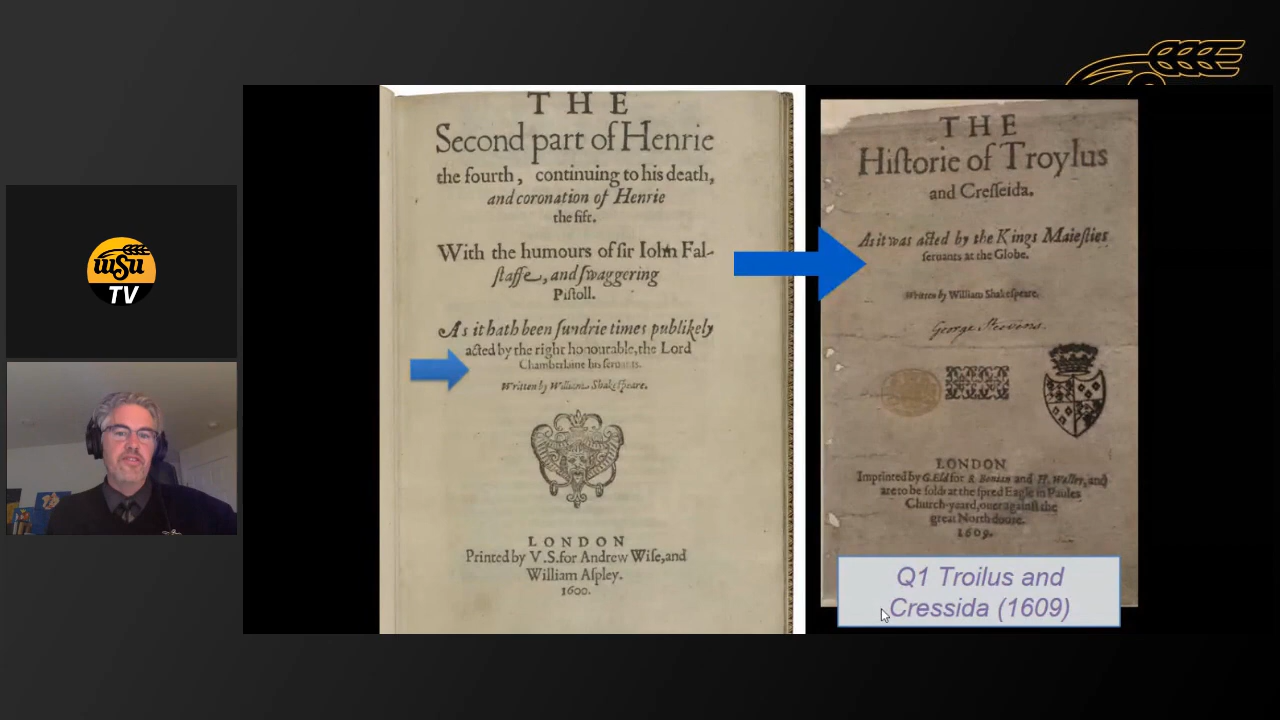 wsu
TV
THE
Second part of Henrie
the fourth, continuing to his death,
and coronation of Henrie
the fift.
With the humours of sir Iohn Fal-
ſtaffe, and ſwaggering
Piſtoll.
As it hath been ſundrie times publikely
acted by the right honourable, the Lord
Chamberlaine his ſeruants.
Written by William Shakeſpeare.
LONDON
Printed by V.S. for Andrew Wiſe, and
William Aſpley.
1600.
THE
Hiſtorie of Troylus
and Creſſeida.
As it was acted by the Kings Maieſties
ſeruants at the Globe.
Written by William Shakeſpeare.
George Steevens.
LONDON
Imprinted by G. Eld for R. Bonian and H. Walley, and
are to be ſold at the ſpred Eagle in Paules
Church-yeard, ouer againſt the
great North doore.
1609.
Q1 Troilus and
Cressida (1609)